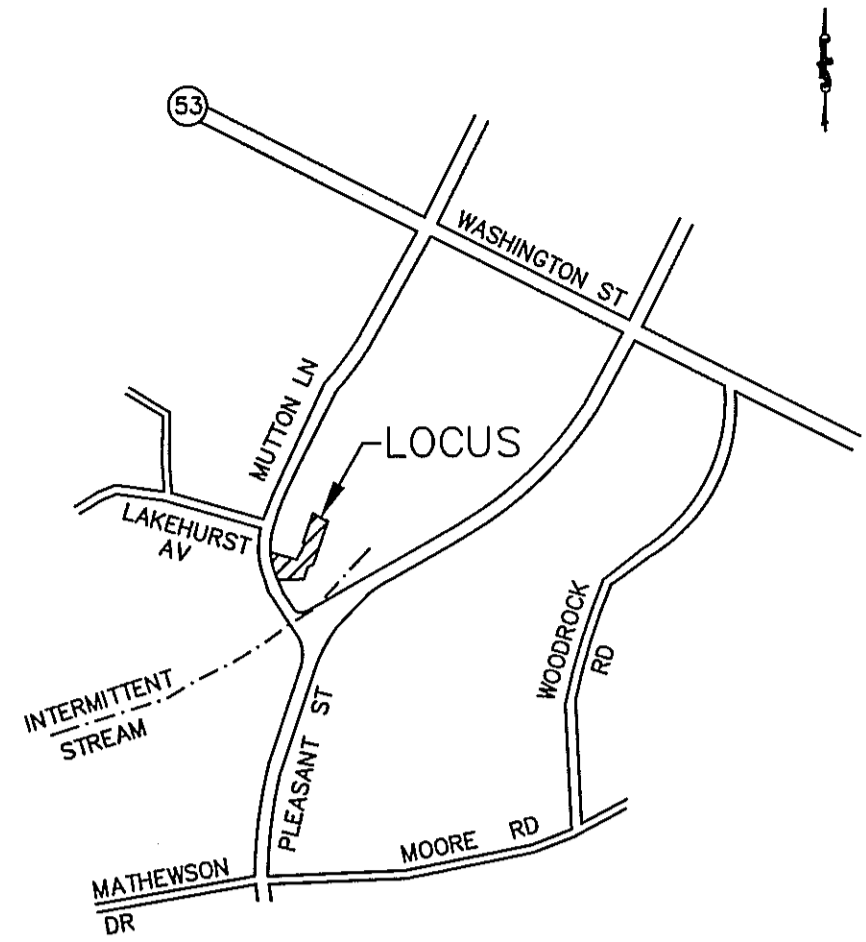 53
WASHINGTON ST
MUTTON LN
LOCUS
LAKEHURST
AV
WOODROCK
RD
INTERMITTENT
STREAM
PLEASANT ST
MOORE RD
MATHEWSON
DR